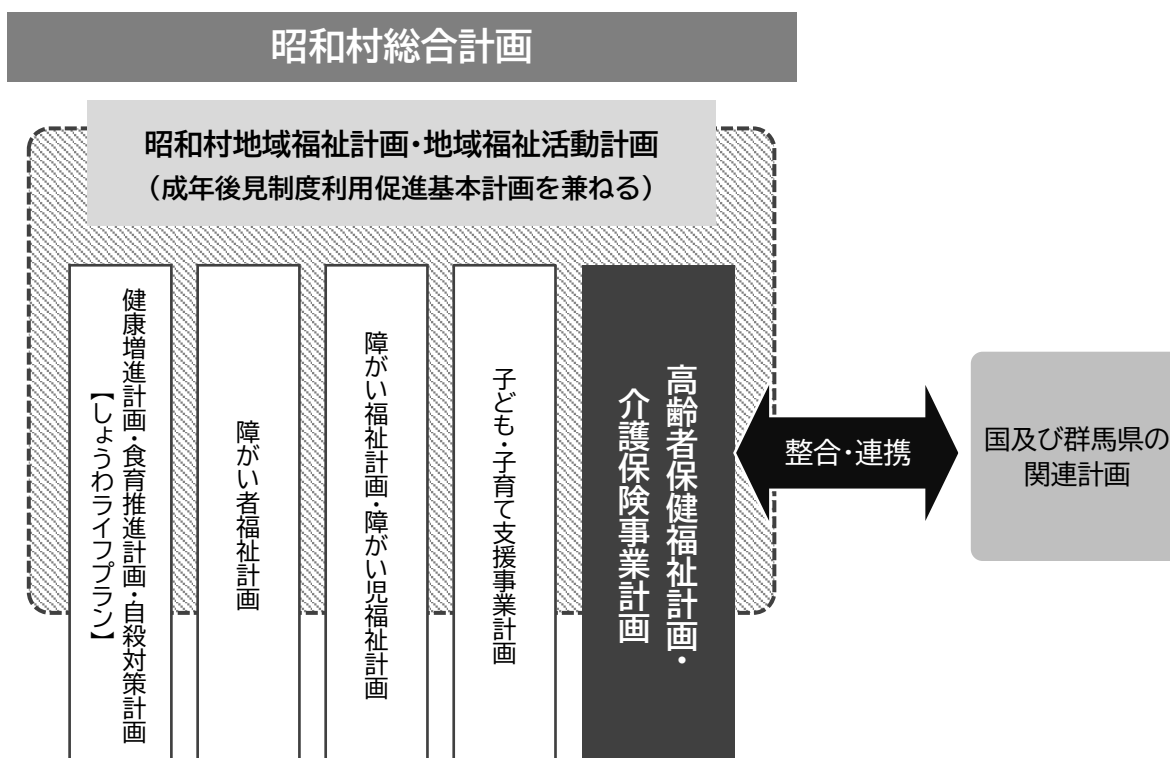 昭和村総合計画
昭和村地域福祉計画・地域福祉活動計画
（成年後見制度利用促進基本計画を兼ねる）
健康増進計画・食育推進計画・自殺対策計画
【しょうわライフプラン】
障がい者福祉計画
障がい福祉計画・障がい児福祉計画
子ども・子育て支援事業計画
高齢者保健福祉計画・
介護保険事業計画
整合・連携
国及び群馬県の
関連計画